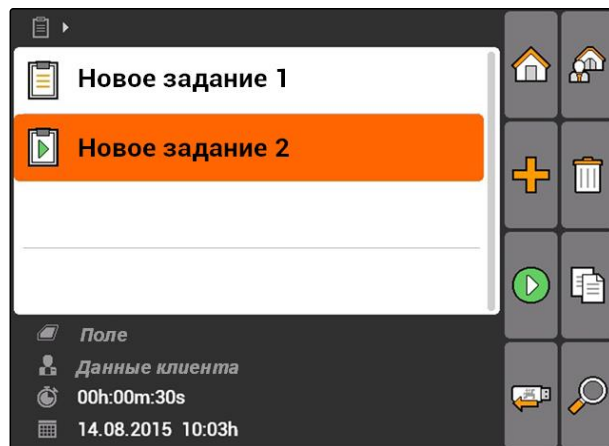 Новое задание 1
Новое задание 2
Поле
Данные клиента
00h:00m:30s
14.08.2015 10:03h